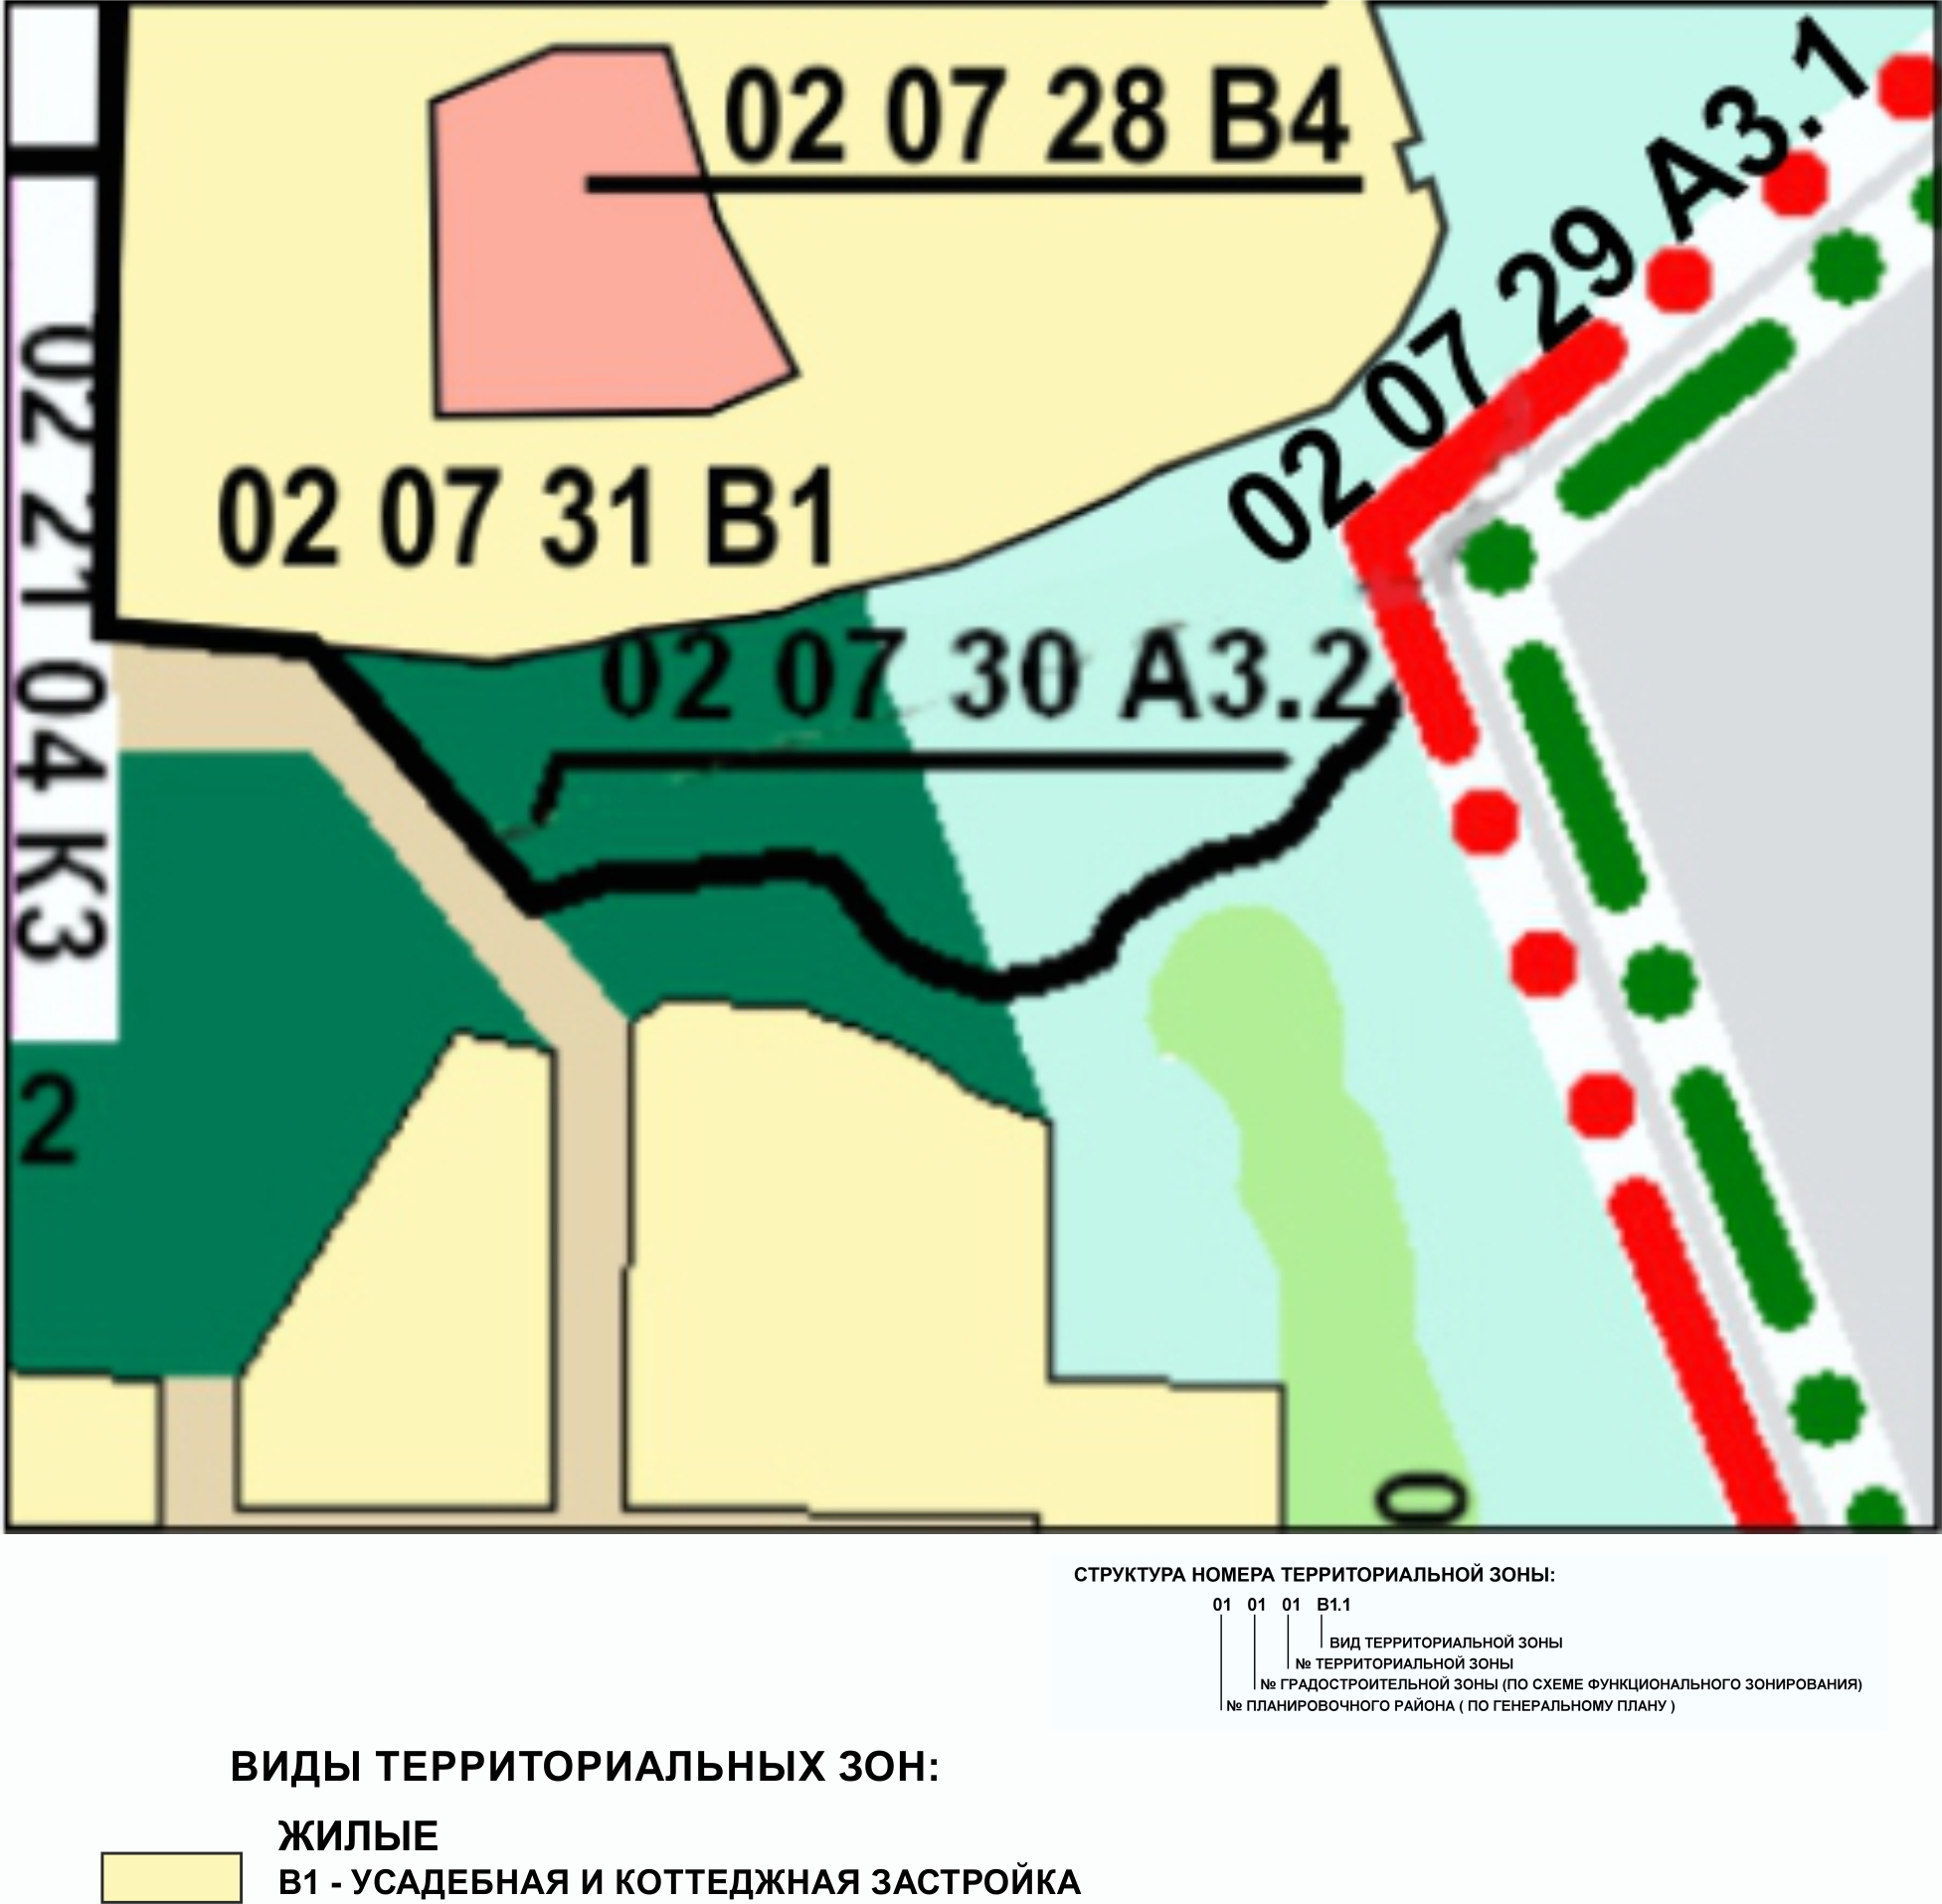 02 07 28 В4
02 07 29 А3.1
02 21 04 К3
02 07 31 В1
02 07 30 А3.2
2
0
СТРУКТУРА НОМЕРА ТЕРРИТОРИАЛЬНОЙ ЗОНЫ:
01 01 01 В1.1
ВИД ТЕРРИТОРИАЛЬНОЙ ЗОНЫ
№ ТЕРРИТОРИАЛЬНОЙ ЗОНЫ
№ ГРАДОСТРОИТЕЛЬНОЙ ЗОНЫ (ПО СХЕМЕ ФУНКЦИОНАЛЬНОГО ЗОНИРОВАНИЯ)
№ ПЛАНИРОВОЧНОГО РАЙОНА ( ПО ГЕНЕРАЛЬНОМУ ПЛАНУ )
ВИДЫ ТЕРРИТОРИАЛЬНЫХ ЗОН:
ЖИЛЫЕ
В1 - УСАДЕБНАЯ И КОТТЕДЖНАЯ ЗАСТРОЙКА